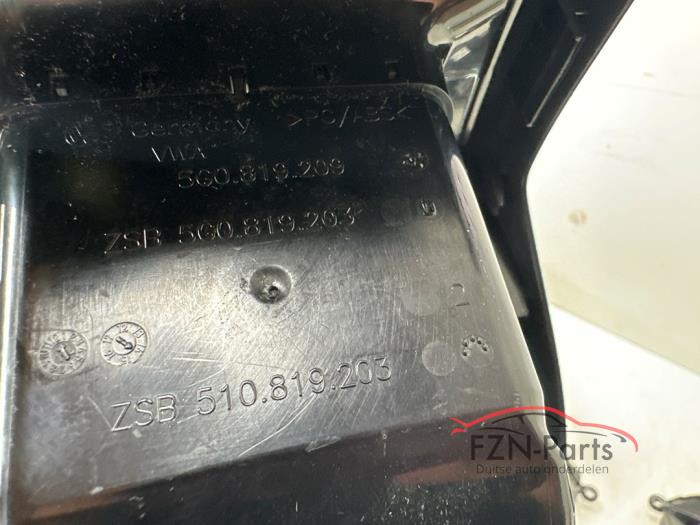 Germany >PC/ABS<
VWX
5G0.819.209
ZSB 5G0.819.203
2
ZSB 510.819.203
FZN-Parts
Duitse auto onderdelen